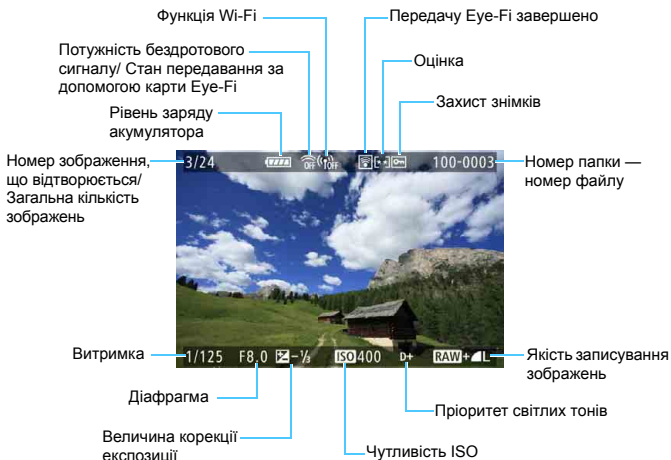 Функція Wi-Fi
Передачу Eye-Fi завершено
Потужність бездротового
сигналу/ Стан передавання за
допомогою карти Eye-Fi
Оцінка
Захист знімків
Рівень заряду
акумулятора
Номер зображення,
що відтворюється/
Загальна кількість
зображень
3/24
OFF
OFF
100-0003
Номер папки —
номер файлу
Витримка
1/125
F8.0
-⅓
ISO 400
D+
RAW+L
Якість записування
зображень
Діафрагма
Пріоритет світлих тонів
Величина корекції
експозиції
Чутливість ISO